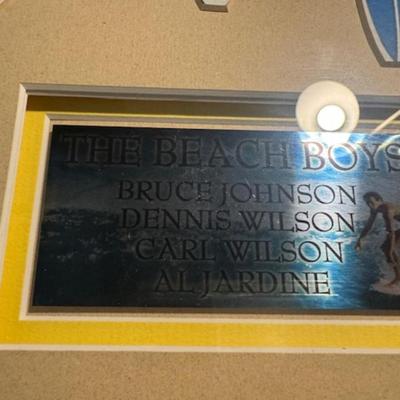 THE BEACH BOYS
BRUCE JOHNSON
DENNIS WILSON
CARL WILSON
AL JARDINE